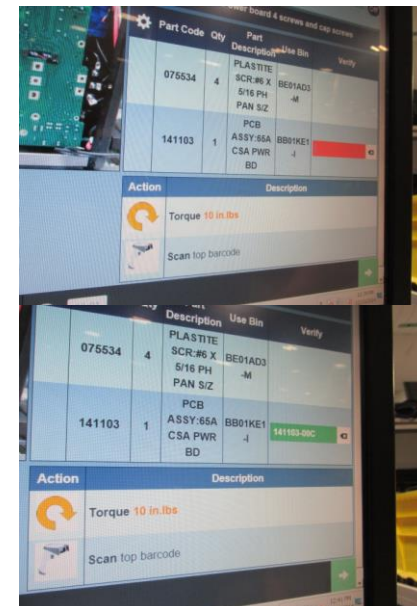 ower board 4 screws and cap screws
Part Code Qty Part Description Use Bin Verify
075534 4 PLASTITE SCR:#6 X 5/16 PH PAN S/Z BE01AD3-M
141103 1 PCB ASSY:65A CSA PWR BD BB01KE1-I
Action Description
Torque 10 in.lbs
Scan top barcode
Description Use Bin Verify
075534 4 PLASTITE SCR:#6 X 5/16 PH PAN S/Z BE01AD3-M
141103 1 PCB ASSY:65A CSA PWR BD BB01KE1-I 141103-00C
Action Description
Torque 10 in.lbs
Scan top barcode